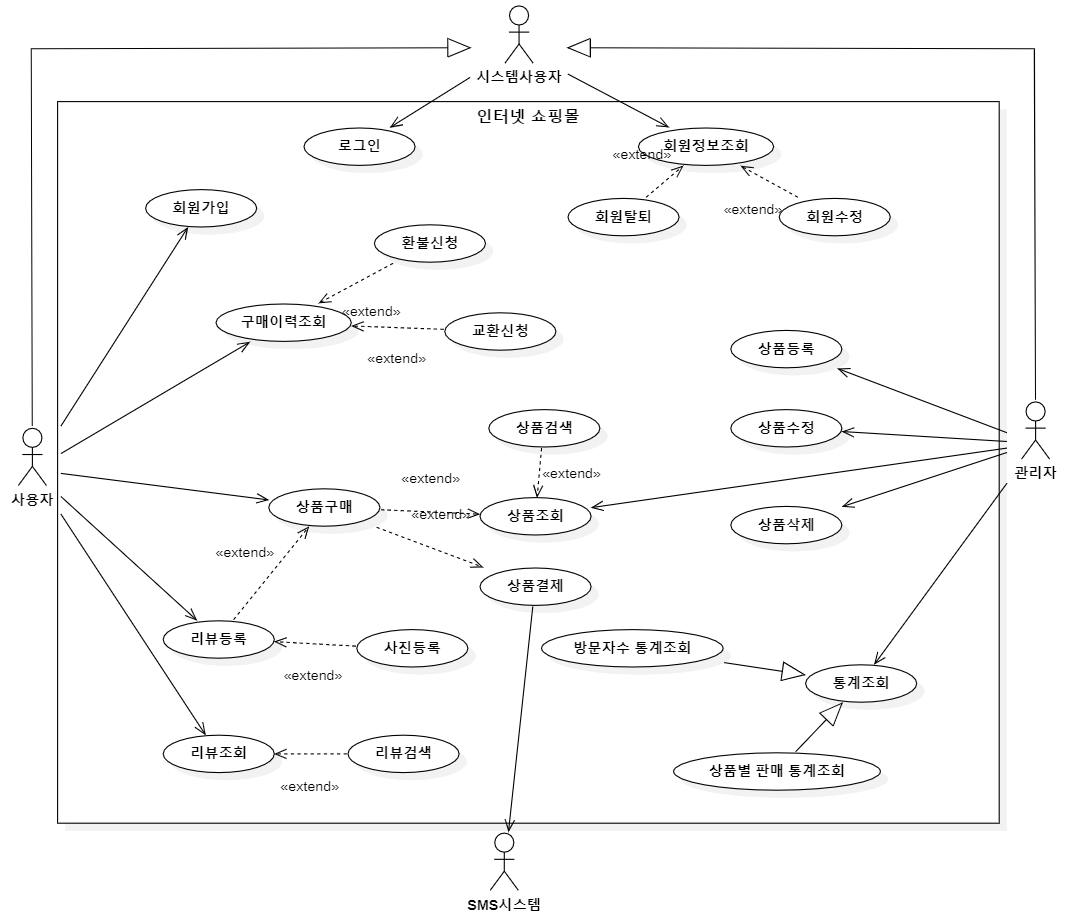 시스템사용자
인터넷 쇼핑몰
로그인
회원정보조회
«extend»
회원가입
회원탈퇴
«extend»
회원수정
환불신청
구매이력조회
«extend»
교환신청
«extend»
상품등록
상품검색
상품수정
사용자
관리자
«extend»
«extend»
상품구매
«extend»
상품조회
상품삭제
«extend»
상품결제
리뷰등록
사진등록
방문자수 통계조회
«extend»
통계조회
리뷰조회
리뷰검색
상품별 판매 통계조회
«extend»
SMS시스템